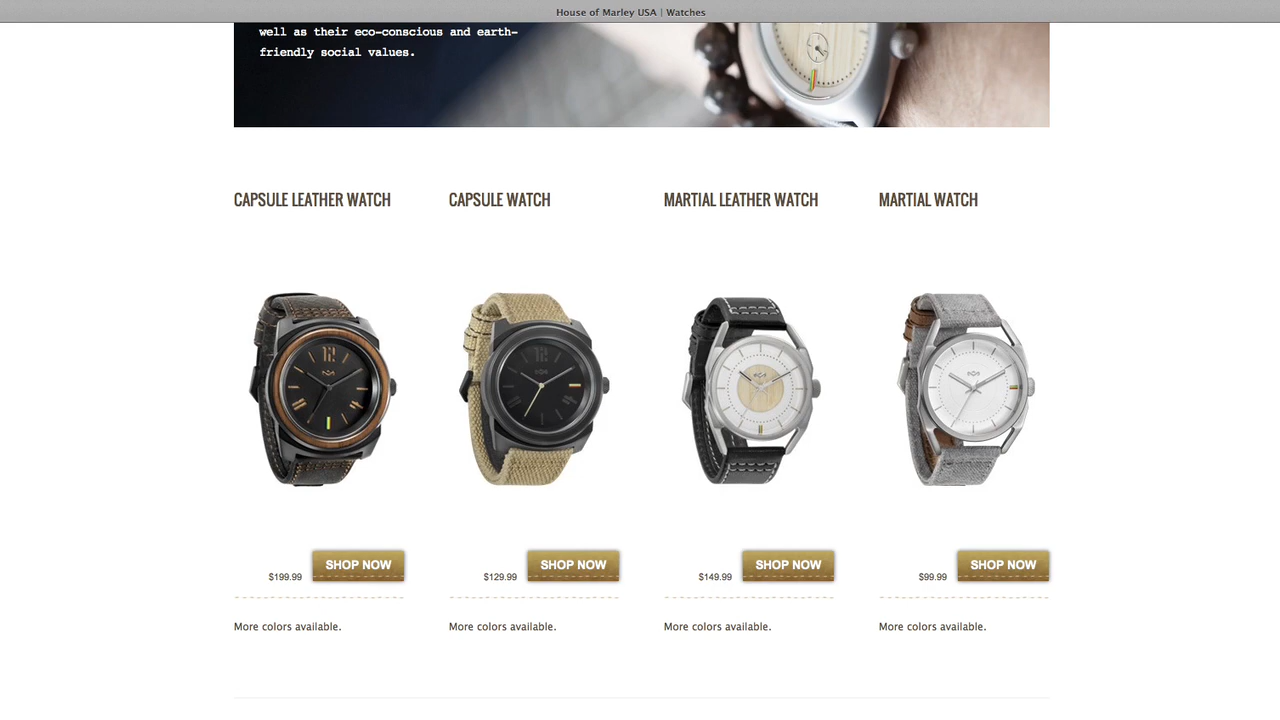 House of Marley USA | Watches
well as their eco-conscious and earth-
friendly social values.
CAPSULE LEATHER WATCH
CAPSULE WATCH
MARTIAL LEATHER WATCH
MARTIAL WATCH
12
12
$199.99
SHOP NOW
$129.99
SHOP NOW
$149.99
SHOP NOW
$99.99
SHOP NOW
More colors available.
More colors available.
More colors available.
More colors available.